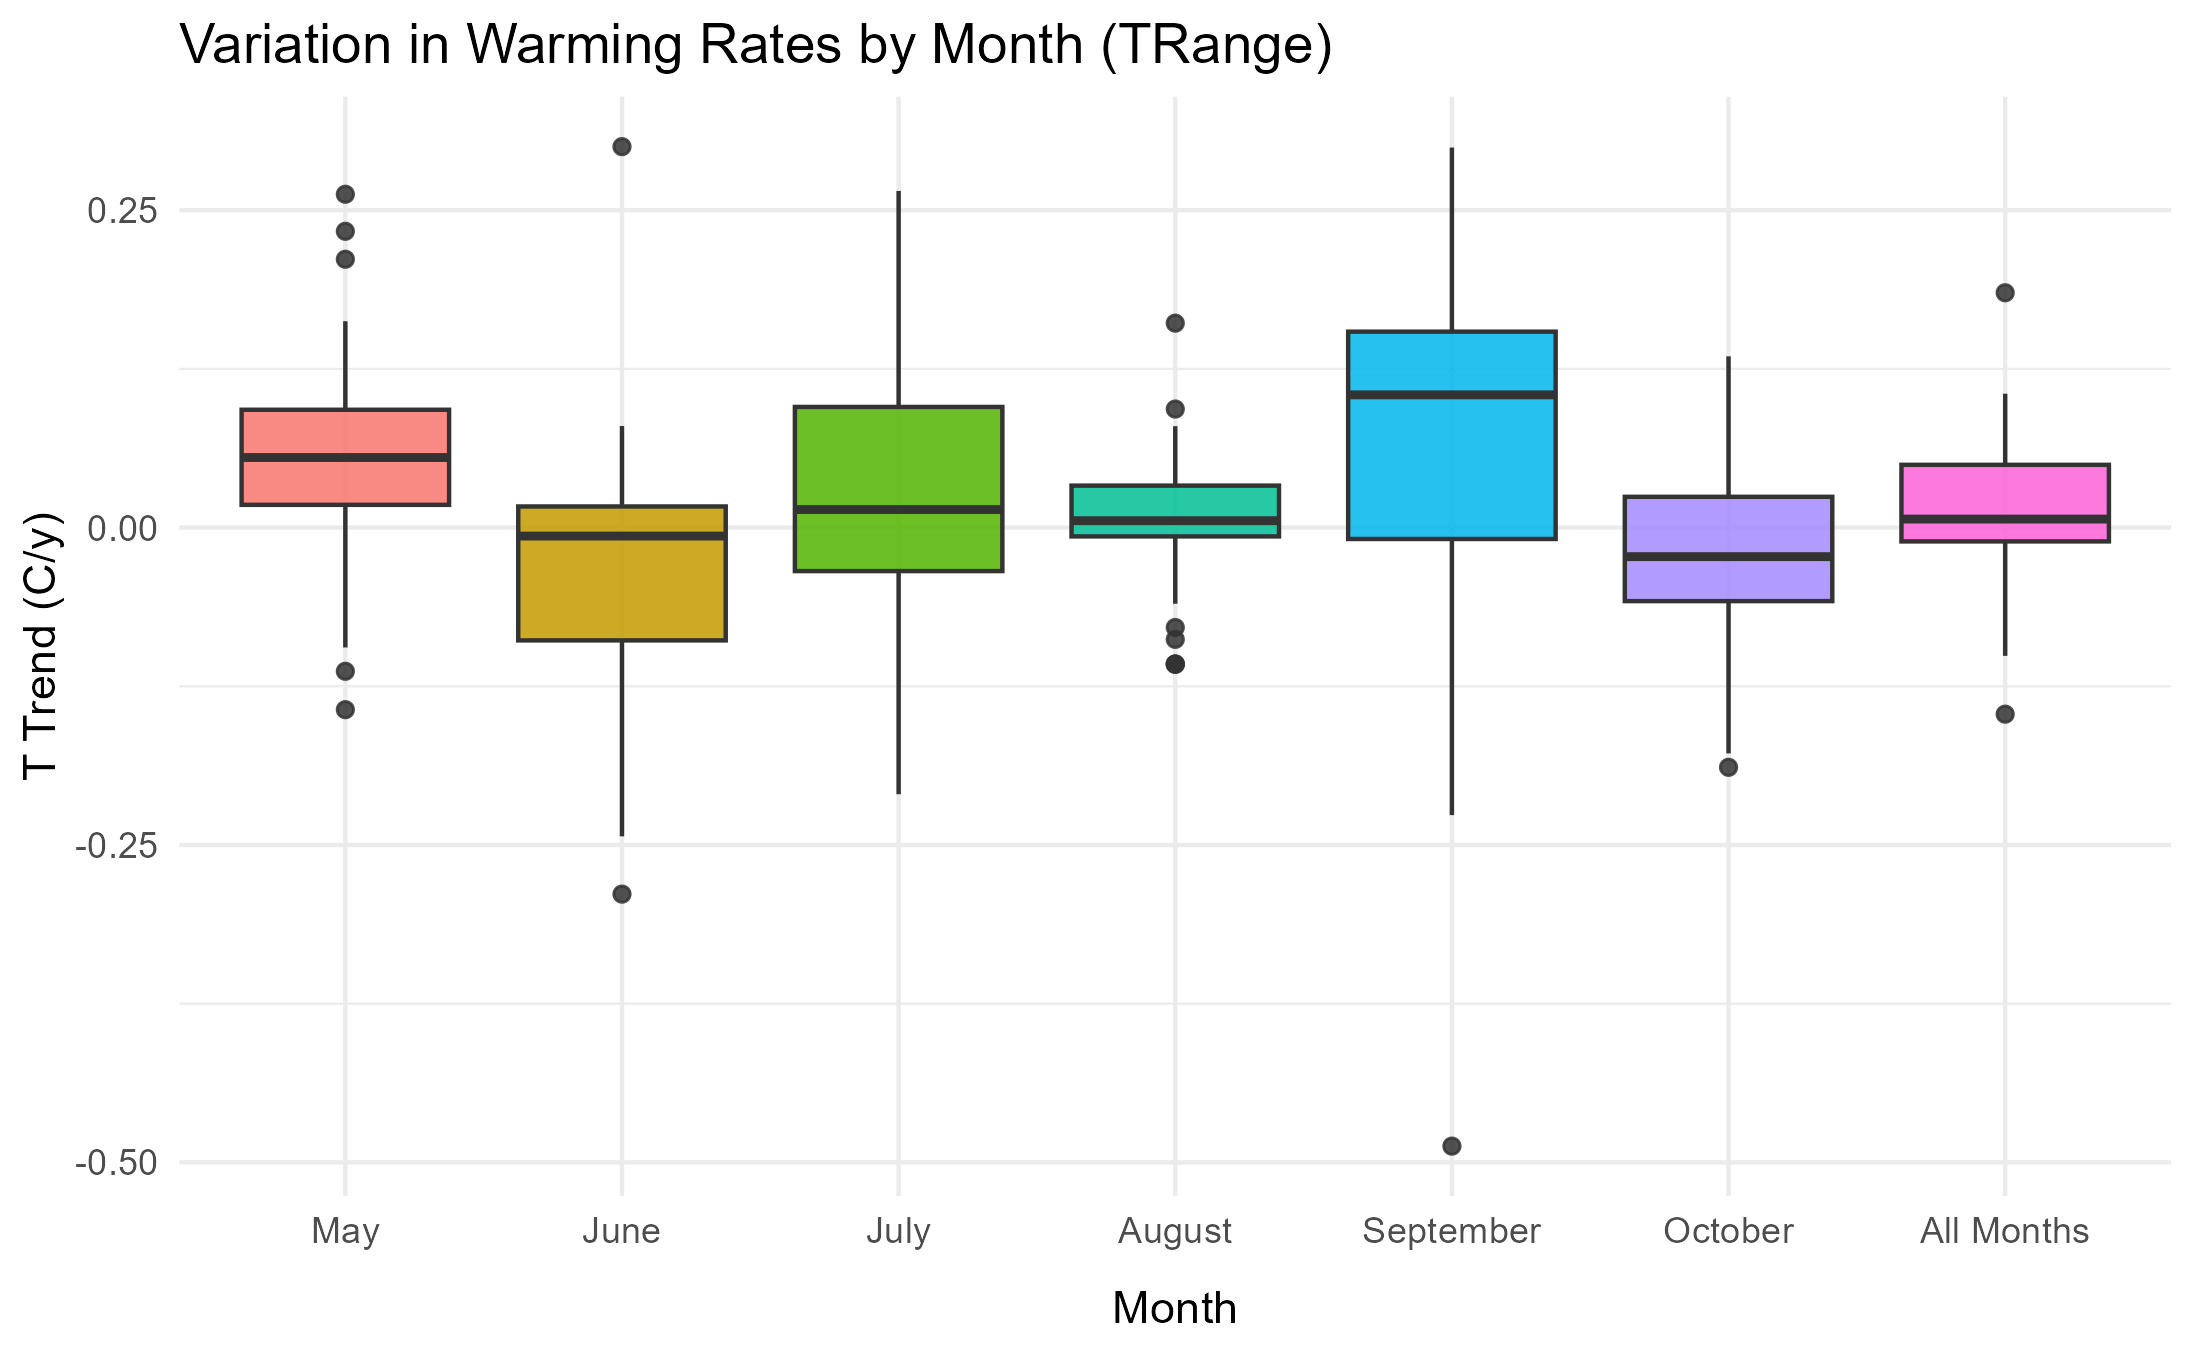 Variation in Warming Rates by Month (TRange)
T Trend (C/y)
0.25
0.00
-0.25
-0.50
May June July August September October All Months
Month